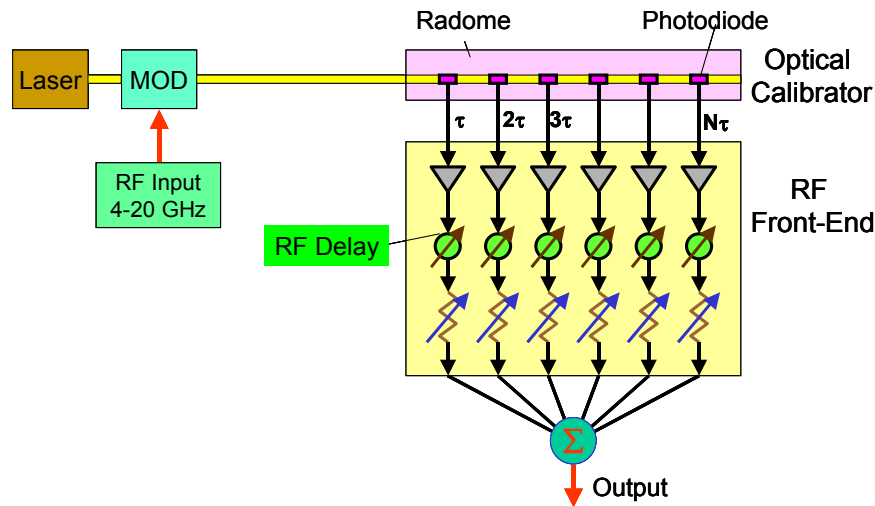 Radome
Photodiode
Laser
MOD
Optical
Calibrator
τ
2τ
3τ
Nτ
RF Input
4-20 GHz
RF
Front-End
RF Delay
Σ
Output